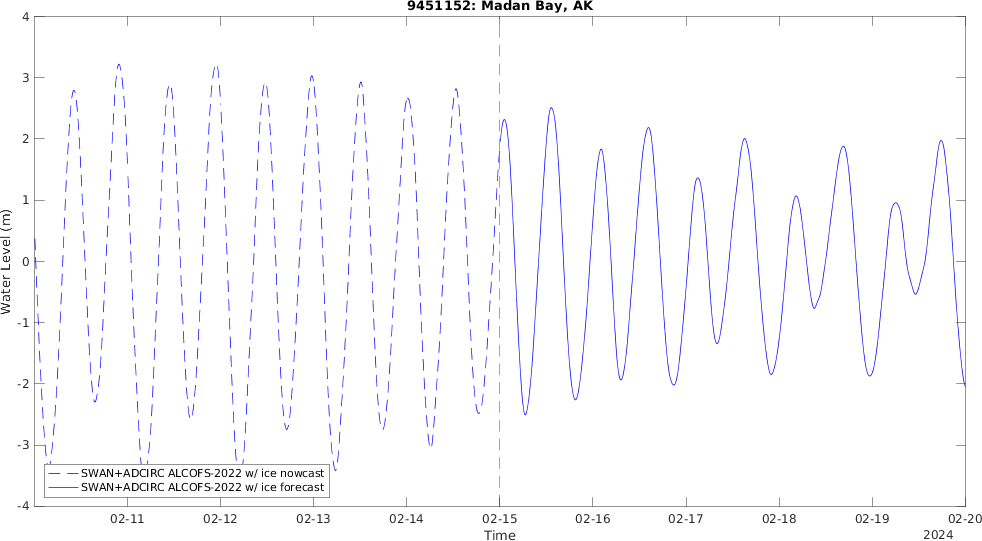 9451152: Madan Bay, AK
4
3
2
1
0
-1
-2
-3
-4
Water Level (m)
SWAN+ADCIRC ALCOFS-2022 w/ ice nowcast
SWAN+ADCIRC ALCOFS-2022 w/ ice forecast
02-11 02-12 02-13 02-14 02-15 02-16 02-17 02-18 02-19 02-20
Time
2024